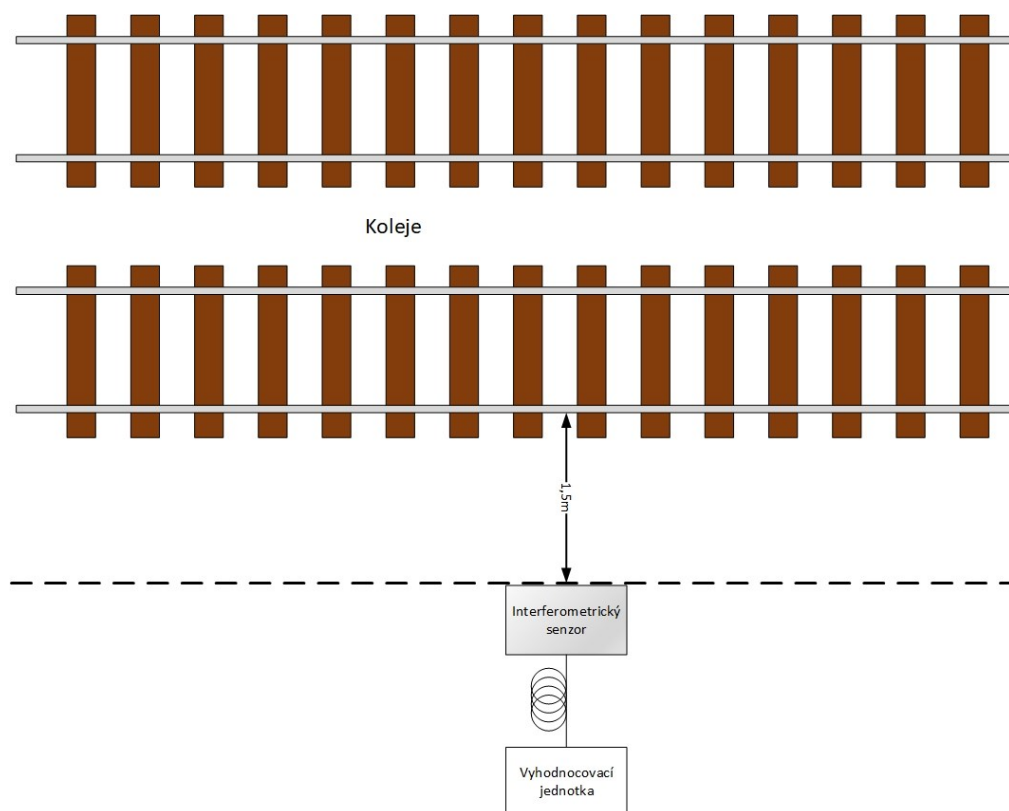 Koleje
1,5m
Interferometrický
senzor
Vyhodnocovací
jednotka